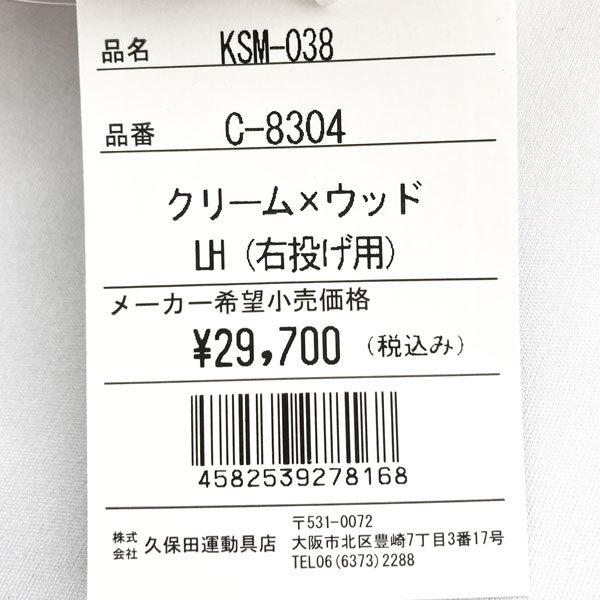 品名 KSM-038
品番 C-8304
クリーム×ウッド
LH (右投げ用)
メーカー希望小売価格
¥29,700 (税込み)
4582539278168
株式会社 久保田運動具店
〒531-0072
大阪市北区豊崎7丁目3番17号
TEL06(6373)2288